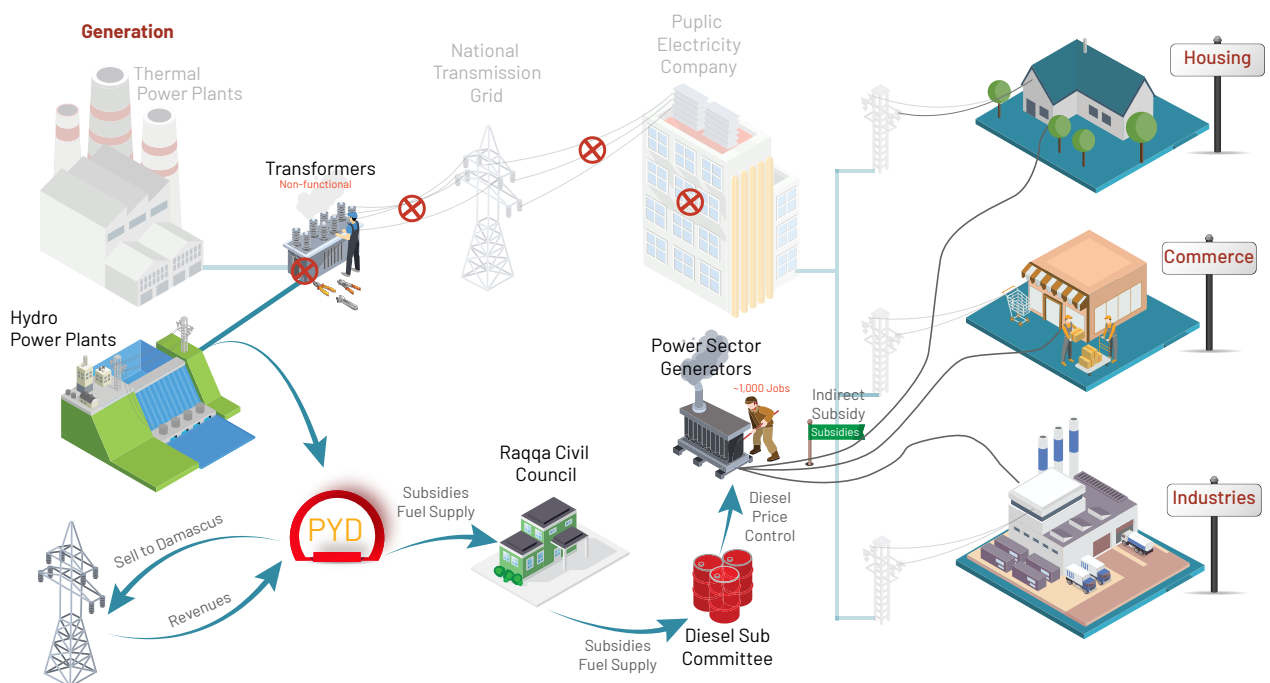 Generation
Thermal
Power Plants
National
Transmission
Grid
Puplic
Electricity
Company
Housing
Transformers
Non-functional
Commerce
Hydro
Power Plants
Power Sector
Generators
~1,000 Jobs
Indirect
Subsidy
Subsidies
Raqqa Civil
Council
Industries
Subsidies
Fuel Supply
Diesel
Price
Control
PYD
Sell to Damascus
Revenues
Subsidies
Fuel Supply
Diesel Sub
Committee